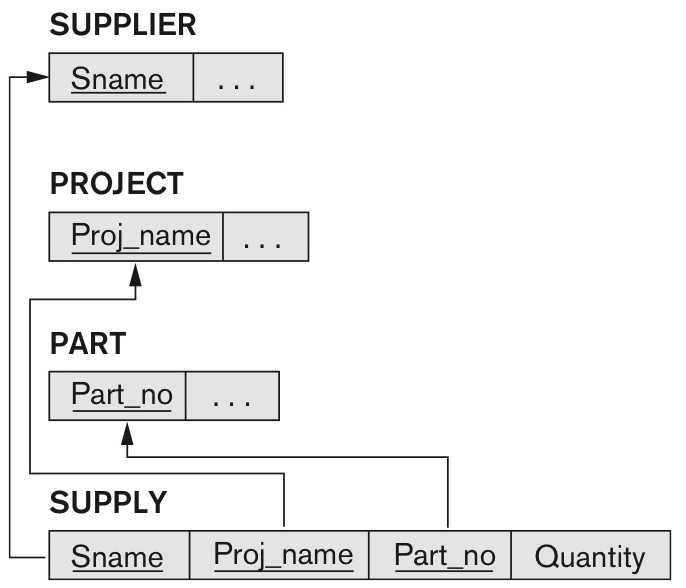 SUPPLIER
Sname ...
PROJECT
Proj_name ...
PART
Part_no ...
SUPPLY
Sname Proj_name Part_no Quantity